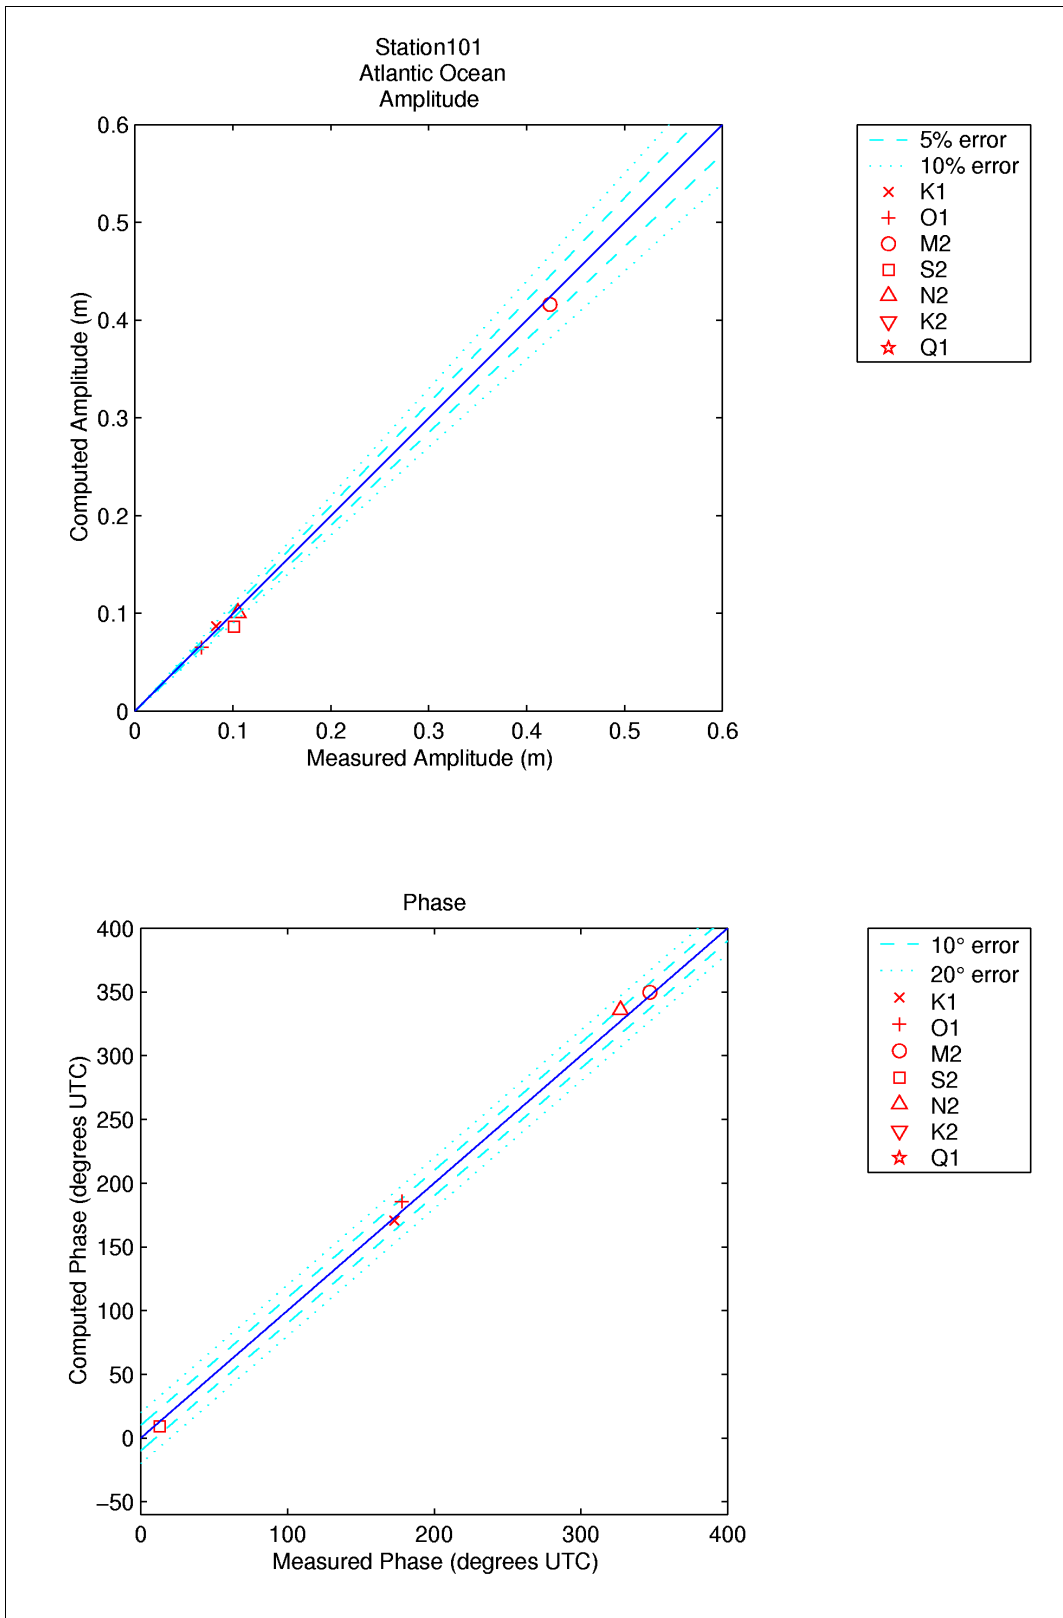 Station101
Atlantic Ocean
Amplitude
0.6
0.5
0.4
0.3
0.2
0.1
0
Computed Amplitude (m)
0 0.1 0.2 0.3 0.4 0.5 0.6
Measured Amplitude (m)
5% error
10% error
K1
O1
M2
S2
N2
K2
Q1
Phase
400
350
300
250
200
150
100
50
0
−50
Computed Phase (degrees UTC)
0 100 200 300 400
Measured Phase (degrees UTC)
10° error
20° error
K1
O1
M2
S2
N2
K2
Q1